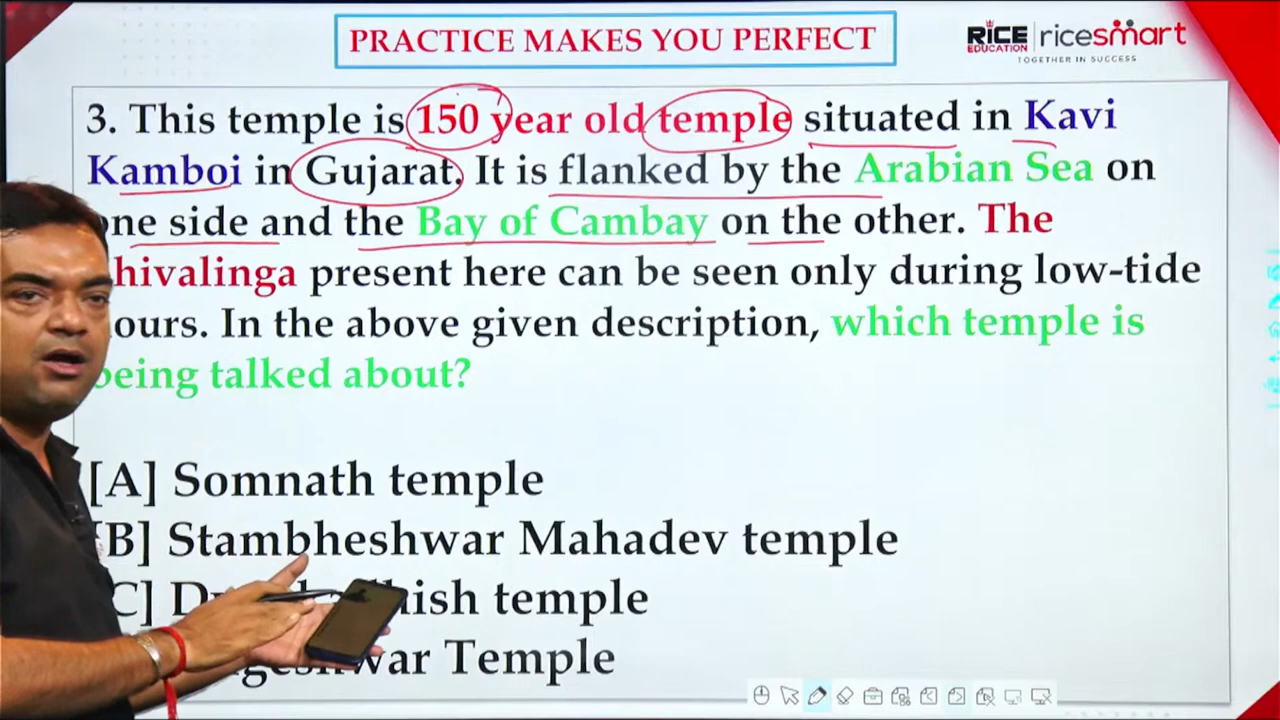 PRACTICE MAKES YOU PERFECT
RICE EDUCATION ricesmart
TOGETHER IN SUCCESS
3. This temple is 150 year old temple situated in Kavi
Kamboi in Gujarat. It is flanked by the Arabian Sea on
one side and the Bay of Cambay on the other. The
hivalinga present here can be seen only during low-tide
ours. In the above given description, which temple is
being talked about?
[A] Somnath temple
[B] Stambheshwar Mahadev temple
C] temple
Temple